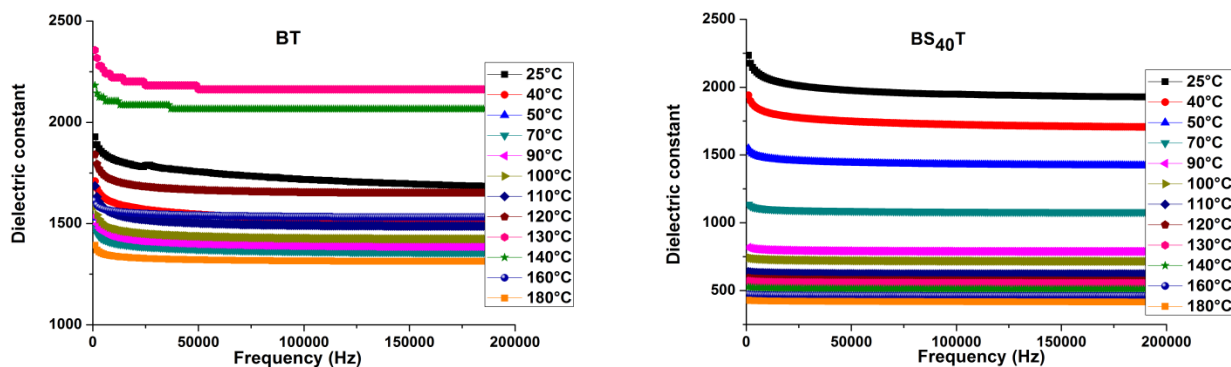 BT
2500
2000
1500
1000
Dielectric constant
0
50000
100000
150000
200000
Frequency (Hz)
25°C
40°C
50°C
70°C
90°C
100°C
110°C
120°C
130°C
140°C
160°C
180°C
BS40T
2500
2000
1500
1000
500
Dielectric constant
0
50000
100000
150000
200000
Frequency (Hz)
25°C
40°C
50°C
70°C
90°C
100°C
110°C
120°C
130°C
140°C
160°C
180°C